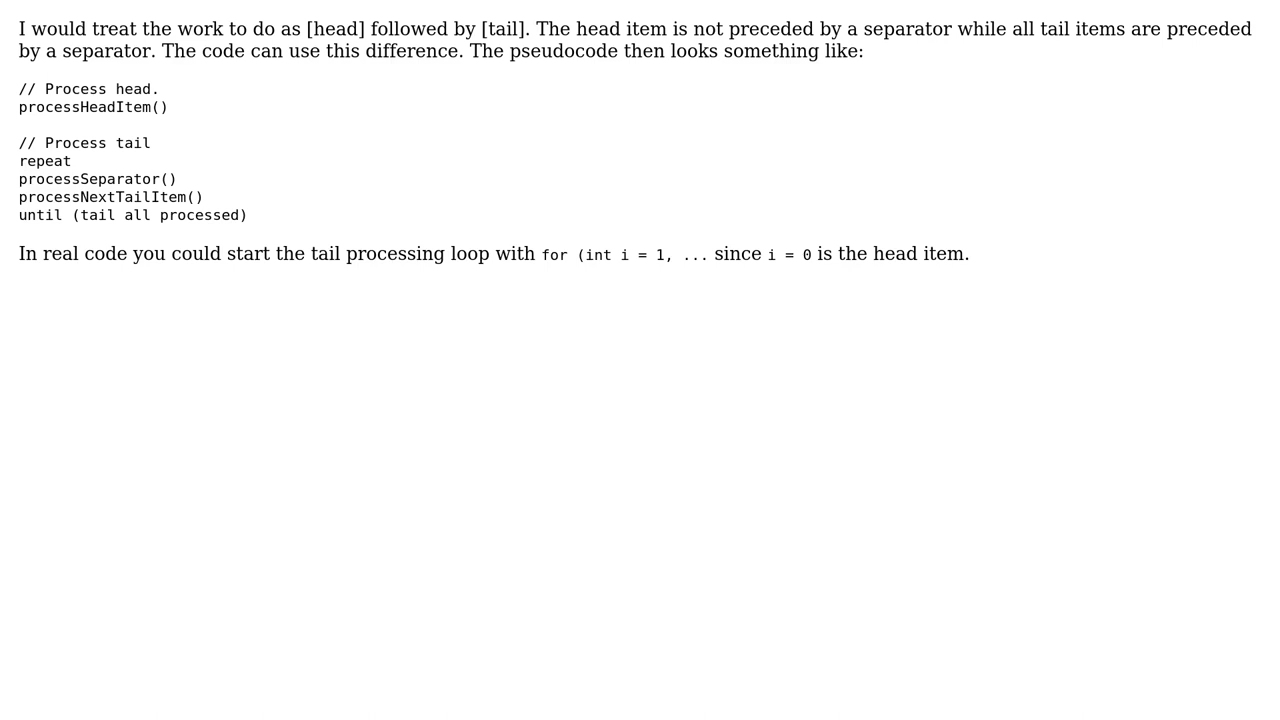 I would treat the work to do as [head] followed by [tail]. The head item is not preceded by a separator while all tail items are preceded
by a separator. The code can use this difference. The pseudocode then looks something like:
// Process head.
processHeadItem()
// Process tail
repeat
processSeparator()
processNextTailItem()
until (tail all processed)
In real code you could start the tail processing loop with for (int i = 1, ... since i = 0 is the head item.